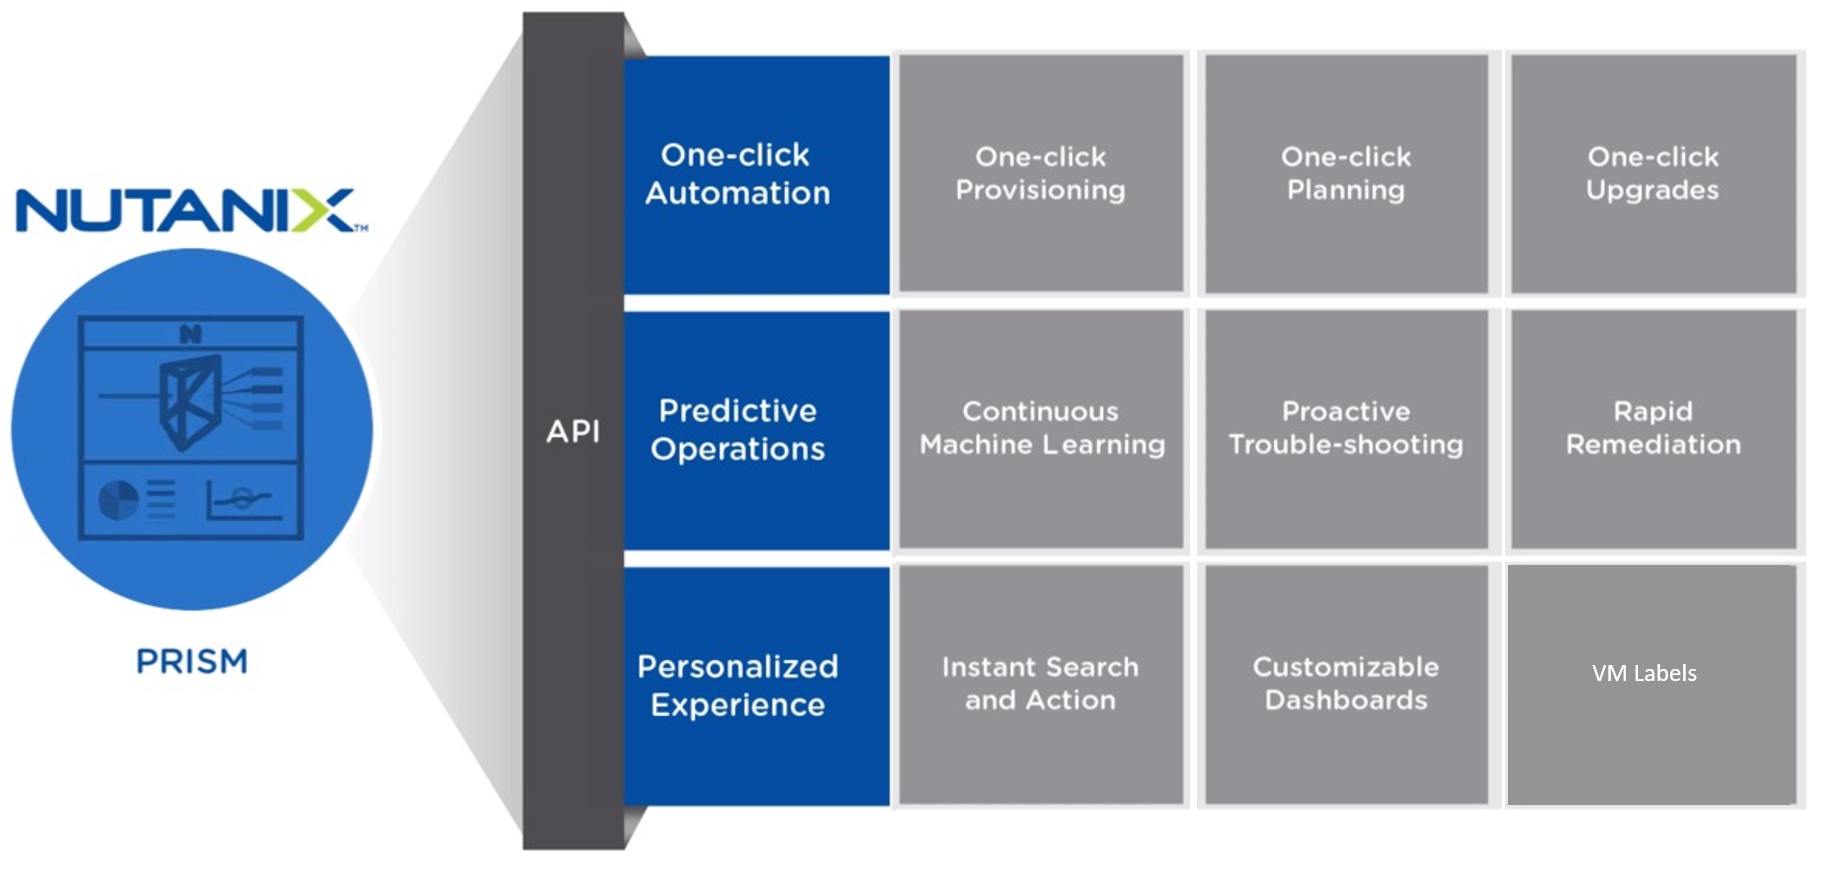 NUTANIX™
N
PRISM
API
One-click
Automation
One-click
Provisioning
One-click
Planning
One-click
Upgrades
Predictive
Operations
Continuous
Machine Learning
Proactive
Trouble-shooting
Rapid
Remediation
Personalized
Experience
Instant Search
and Action
Customizable
Dashboards
VM Labels